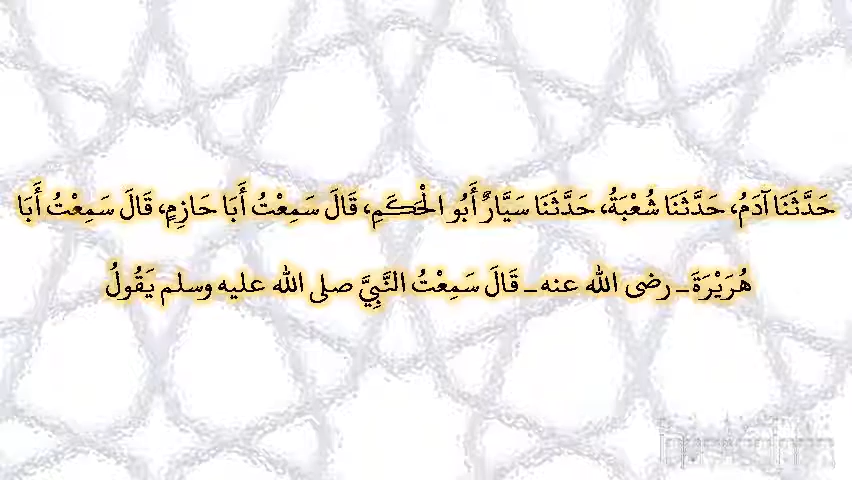 حَدَّثَنَا آدَمُ، حَدَّثَنَا شُعْبَةُ، حَدَّثَنَا سَيَّارٌ أَبُو الْحَكَمِ، قَالَ سَمِعْتُ أَبَا حَازِمٍ، قَالَ سَمِعْتُ أَبَا
هُرَيْرَةَ ـ رضى الله عنه ـ قَالَ سَمِعْتُ النَّبِيَّ صلى الله عليه وسلم يَقُولُ